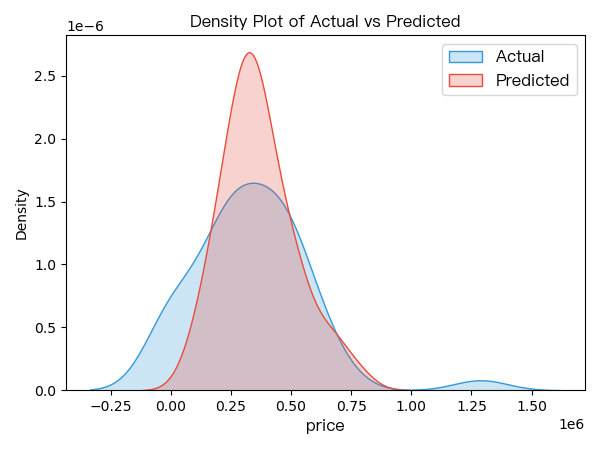 Density Plot of Actual vs Predicted
1e−6
Actual
Predicted
2.5
2.0
1.5
1.0
0.5
0.0
Density
−0.25 0.00 0.25 0.50 0.75 1.00 1.25 1.50
1e6
price